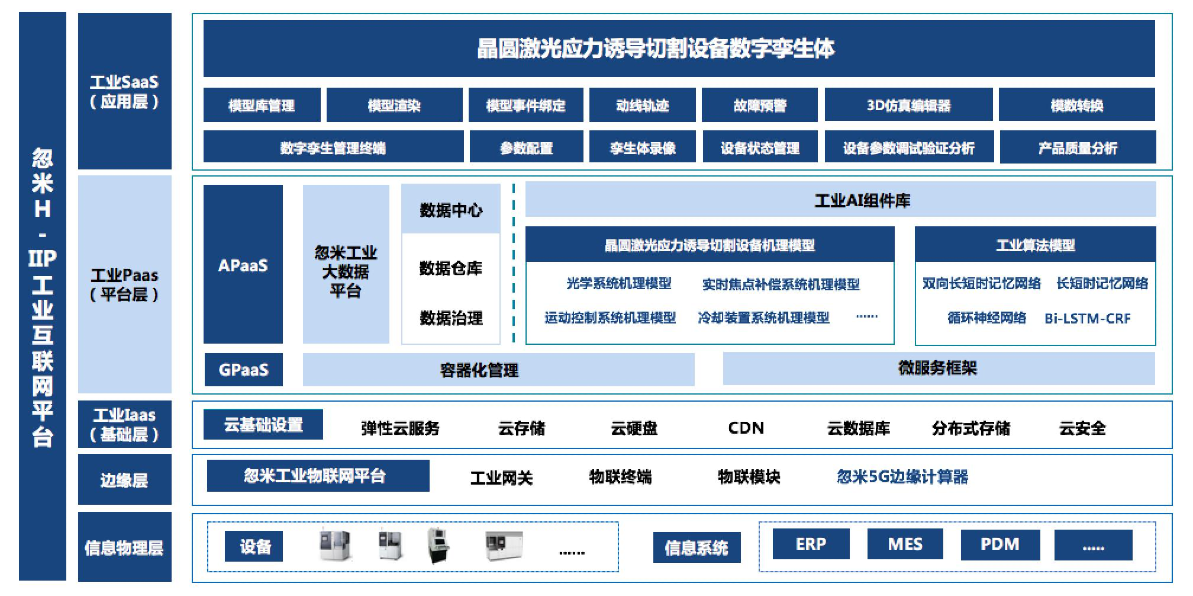 忽米H-IIP工业互联网平台
工业SaaS
（应用层）
晶圆激光应力诱导切割设备数字孪生体
模型库管理 模型渲染 模型事件绑定 动线轨迹 故障预警 3D仿真编辑器 模数转换
数字孪生管理终端 参数配置 孪生体录像 设备状态管理 设备参数调试验证分析 产品质量分析
工业Paas
（平台层）
APaaS
忽米工业
大数据
平台
数据中心
数据仓库
数据治理
工业AI组件库
晶圆激光应力诱导切割设备机理模型
光学系统机理模型 实时焦点补偿系统机理模型
运动控制系统机理模型 冷却装置系统机理模型 ······
工业算法模型
双向长短时记忆网络 长短时记忆网络
循环神经网络 Bi-LSTM-CRF
GPaaS 容器化管理 微服务框架
工业Iaas
（基础层）
云基础设置 弹性云服务 云存储 云硬盘 CDN 云数据库 分布式存储 云安全
边缘层 忽米工业物联网平台 工业网关 物联终端 物联模块 忽米5G边缘计算器
信息物理层 设备 ...... 信息系统 ERP MES PDM .....